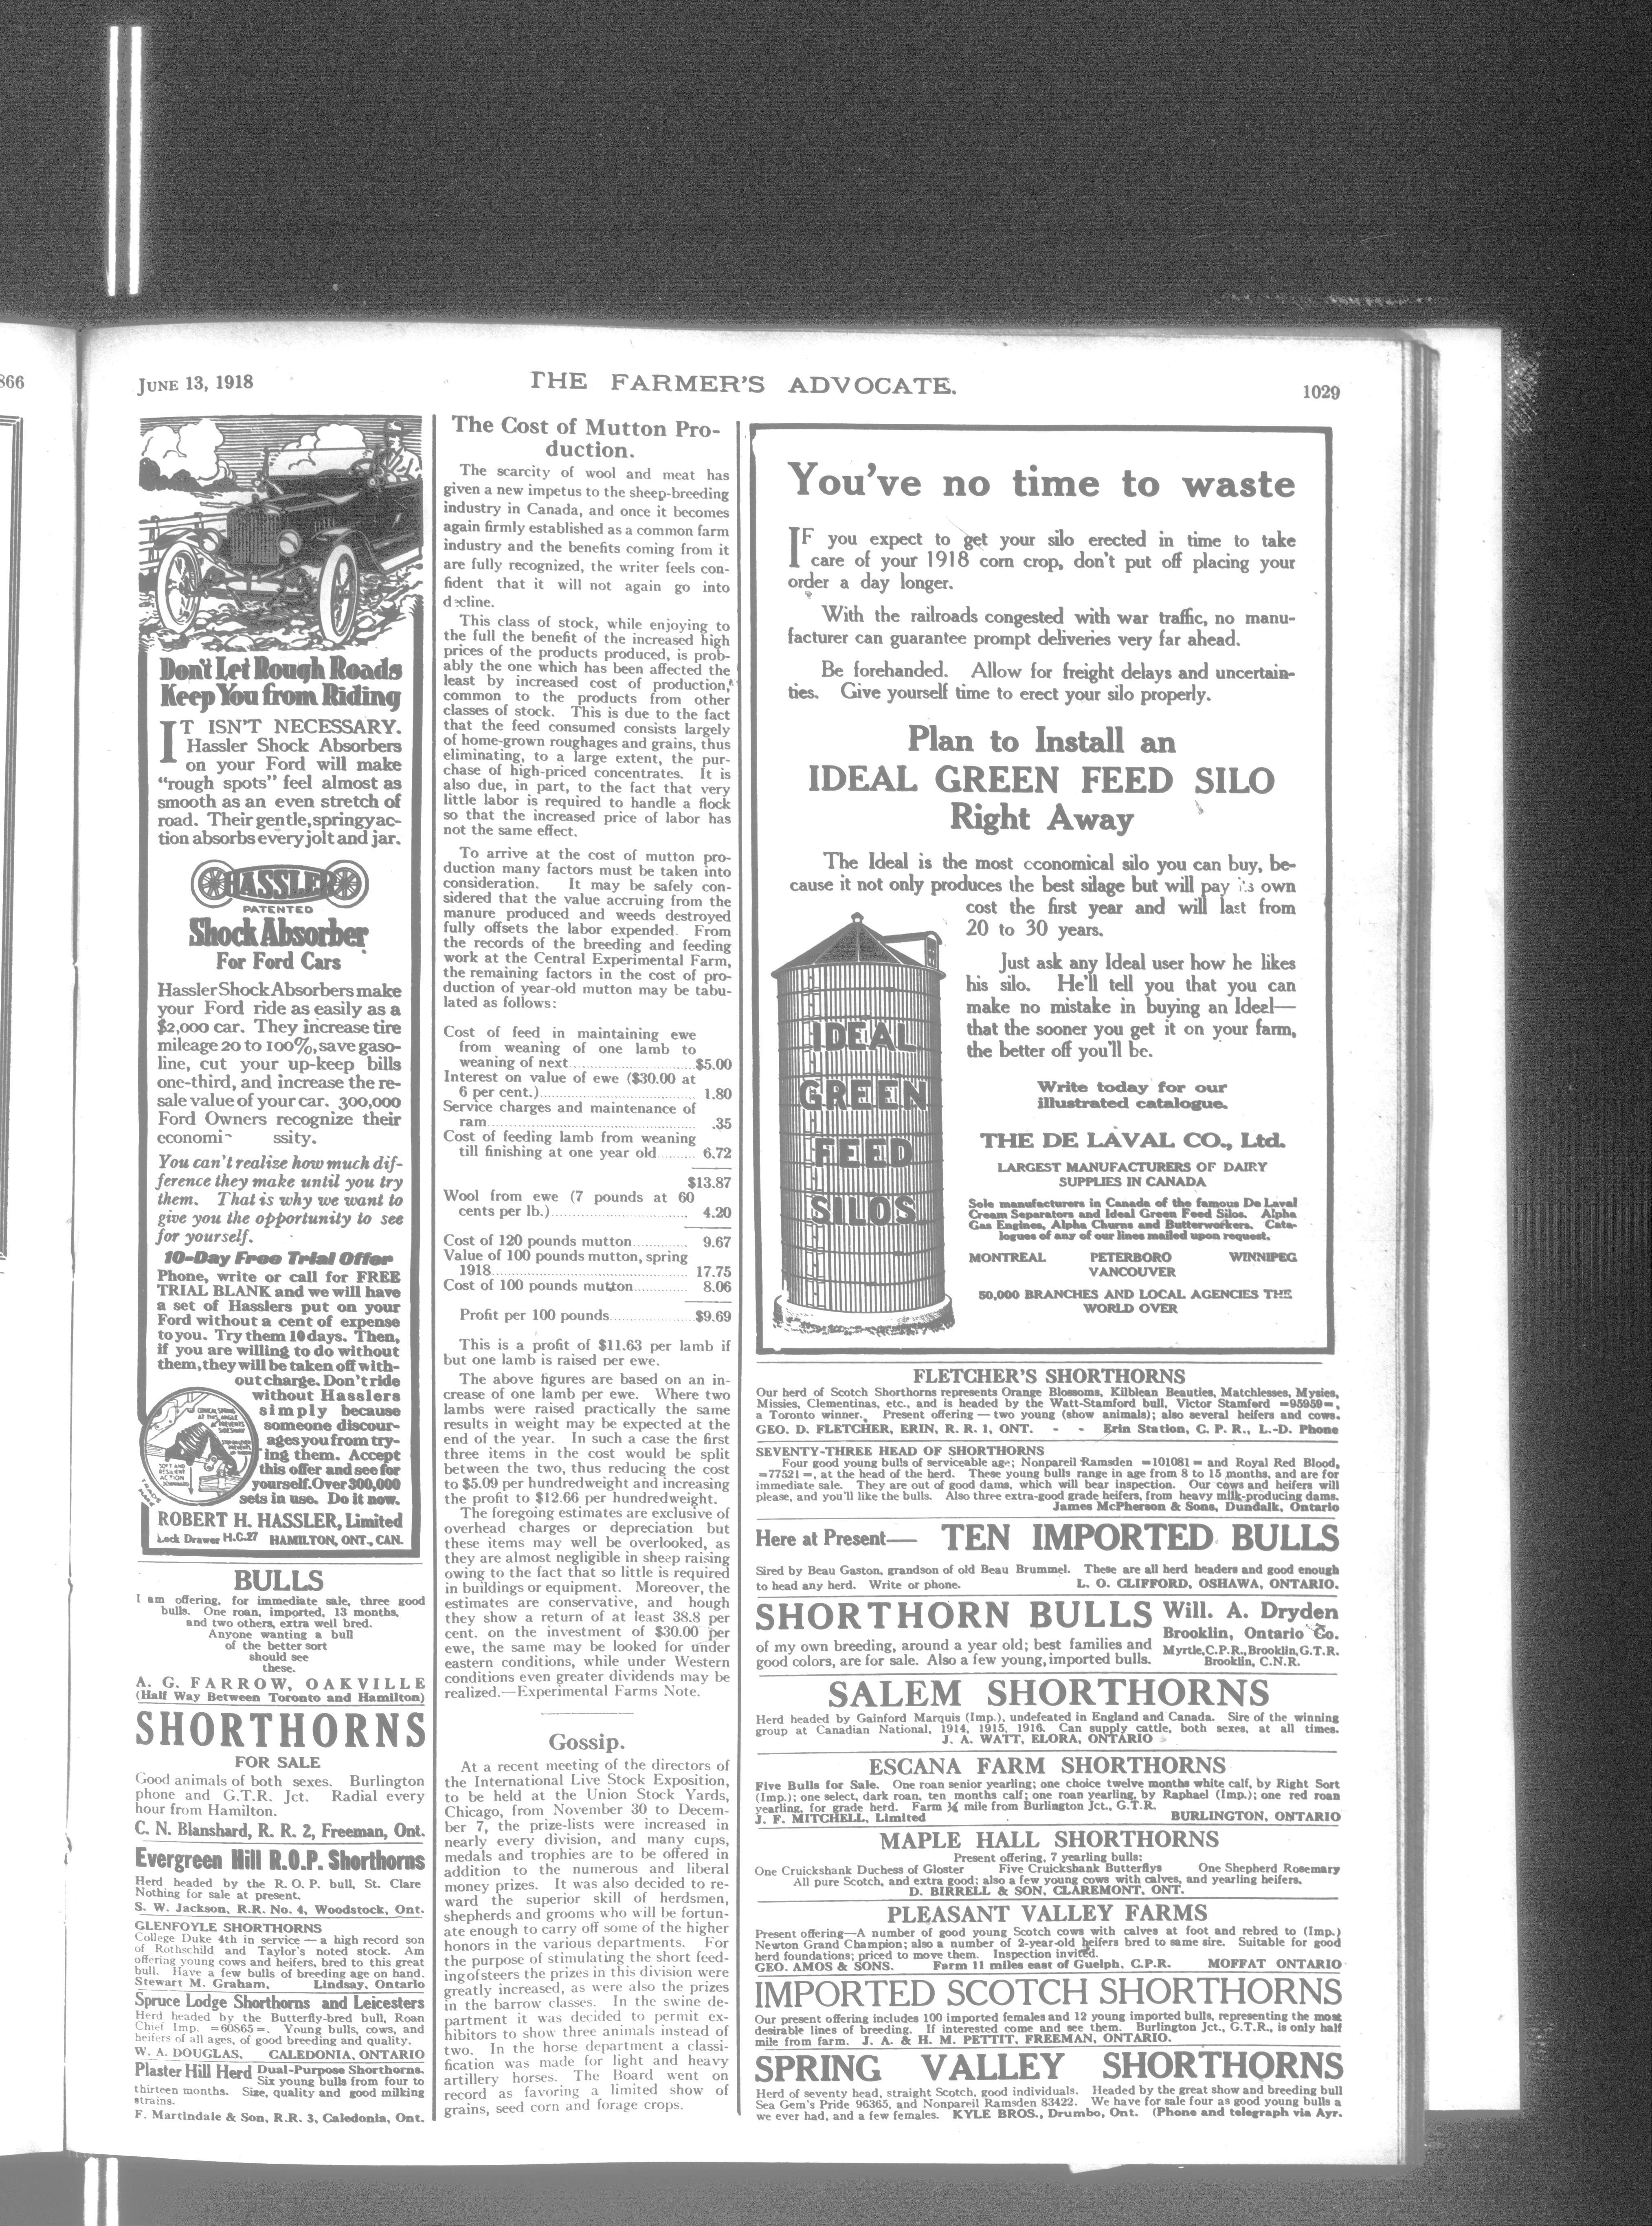 866
JUNE 13, 1918
THE FARMER'S ADVOCATE.
1029
Don't Let Rough Roads
Keep You from Riding
IT ISN'T NECESSARY.
Hassler Shock Absorbers
on your Ford will make
"rough spots" feel almost as
smooth as an even stretch of
road. Their gentle, springy ac-
tion absorbs every jolt and jar.
HASSLER
PATENTED
Shock Absorber
For Ford Cars
Hassler Shock Absorbers make
your Ford ride as easily as a
$2,000 car. They increase tire
mileage 20 to 100%, save gaso-
line, cut your up-keep bills
one-third, and increase the re-
sale value of your car. 300,000
Ford Owners recognize their
economi ssity.
You can't realize how much dif-
ference they make until you try
them. That is why we want to
give you the opportunity to see
for yourself.
10-Day Free Trial Offer
Phone, write or call for FREE
TRIAL BLANK and we will have
a set of Hasslers put on your
Ford without a cent of expense
to you. Try them 10 days. Then,
if you are willing to do without
them, they will be taken off with-
out charge. Don't ride
without Hasslers
simply because
someone discour-
ages you from try-
ing them. Accept
this offer and see for
yourself. Over 300,000
sets in use. Do it now.
CONICAL SPRING
AT THIS ANGLE
PREVENTS
SIDESWAY
SOFT AND
RESILIENT
ACTION
DOWNWARD
TRADE
MARK
ROBERT H. HASSLER, Limited
Lock Drawer H.C.27 HAMILTON, ONT., CAN.
BULLS
I am offering, for immediate sale, three good
bulls. One roan, imported, 13 months,
and two others, extra well bred.
Anyone wanting a bull
of the better sort
should see
these.
A. G. FARROW, OAKVILLE
(Half Way Between Toronto and Hamilton)
SHORTHORNS
FOR SALE
Good animals of both sexes. Burlington
phone and G.T.R. Jct. Radial every
hour from Hamilton.
C. N. Blanshard, R. R. 2, Freeman, Ont.
Evergreen Hill R.O.P. Shorthorns
Herd headed by the R. O. P. bull, St. Clare
Nothing for sale at present.
S. W. Jackson, R.R. No. 4, Woodstock, Ont.
GLENFOYLE SHORTHORNS
College Duke 4th in service — a high record son
of Rothschild and Taylor's noted stock. Am
offering young cows and heifers, bred to this great
bull. Have a few bulls of breeding age on hand.
Stewart M. Graham, Lindsay, Ontario
Spruce Lodge Shorthorns and Leicesters
Herd headed by the Butterfly-bred bull, Roan
Chief Imp. =60865=. Young bulls, cows, and
heifers of all ages, of good breeding and quality.
W. A. DOUGLAS, CALEDONIA, ONTARIO
Plaster Hill Herd Dual-Purpose Shorthorns.
Six young bulls from four to
thirteen months. Size, quality and good milking
strains.
F. Martindale & Son, R.R. 3, Caledonia, Ont.
The Cost of Mutton Pro-
duction.
The scarcity of wool and meat has
given a new impetus to the sheep-breeding
industry in Canada, and once it becomes
again firmly established as a common farm
industry and the benefits coming from it
are fully recognized, the writer feels con-
fident that it will not again go into
decline.
This class of stock, while enjoying to
the full the benefit of the increased high
prices of the products produced, is prob-
ably the one which has been affected the
least by increased cost of production,
common to the products from other
classes of stock. This is due to the fact
that the feed consumed consists largely
of home-grown roughages and grains, thus
eliminating, to a large extent, the pur-
chase of high-priced concentrates. It is
also due, in part, to the fact that very
little labor is required to handle a flock
so that the increased price of labor has
not the same effect.
To arrive at the cost of mutton pro-
duction many factors must be taken into
consideration. It may be safely con-
sidered that the value accruing from the
manure produced and weeds destroyed
fully offsets the labor expended. From
the records of the breeding and feeding
work at the Central Experimental Farm,
the remaining factors in the cost of pro-
duction of year-old mutton may be tabu-
lated as follows:
Cost of feed in maintaining ewe
from weaning of one lamb to
weaning of next.......... $5.00
Interest on value of ewe ($30.00 at
6 per cent.).......... 1.80
Service charges and maintenance of
ram.......... .35
Cost of feeding lamb from weaning
till finishing at one year old.......... 6.72
$13.87
Wool from ewe (7 pounds at 60
cents per lb.).......... 4.20
Cost of 120 pounds mutton.......... 9.67
Value of 100 pounds mutton, spring
1918.......... 17.75
Cost of 100 pounds mutton.......... 8.06
Profit per 100 pounds.......... $9.69
This is a profit of $11.63 per lamb if
but one lamb is raised per ewe.
The above figures are based on an in-
crease of one lamb per ewe. Where two
lambs were raised practically the same
results in weight may be expected at the
end of the year. In such a case the first
three items in the cost would be split
between the two, thus reducing the cost
to $5.09 per hundredweight and increasing
the profit to $12.66 per hundredweight.
The foregoing estimates are exclusive of
overhead charges or depreciation but
these items may well be overlooked, as
they are almost negligible in sheep raising
owing to the fact that so little is required
in buildings or equipment. Moreover, the
estimates are conservative, and hough
they show a return of at least 38.8 per
cent. on the investment of $30.00 per
ewe, the same may be looked for under
eastern conditions, while under Western
conditions even greater dividends may be
realized.—Experimental Farms Note.
Gossip.
At a recent meeting of the directors of
the International Live Stock Exposition,
to be held at the Union Stock Yards,
Chicago, from November 30 to Decem-
ber 7, the prize-lists were increased in
nearly every division, and many cups,
medals and trophies are to be offered in
addition to the numerous and liberal
money prizes. It was also decided to re-
ward the superior skill of herdsmen,
shepherds and grooms who will be fortun-
ate enough to carry off some of the higher
honors in the various departments. For
the purpose of stimulating the short feed-
ing of steers the prizes in this division were
greatly increased, as were also the prizes
in the barrow classes. In the swine de-
partment it was decided to permit ex-
hibitors to show three animals instead of
two. In the horse department a classi-
fication was made for light and heavy
artillery horses. The Board went on
record as favoring a limited show of
grains, seed corn and forage crops.
You've no time to waste
IF you expect to get your silo erected in time to take
care of your 1918 corn crop, don't put off placing your
order a day longer.
With the railroads congested with war traffic, no manu-
facturer can guarantee prompt deliveries very far ahead.
Be forehanded. Allow for freight delays and uncertain-
ties. Give yourself time to erect your silo properly.
Plan to Install an
IDEAL GREEN FEED SILO
Right Away
The Ideal is the most economical silo you can buy, be-
cause it not only produces the best silage but will pay its own
cost the first year and will last from
20 to 30 years.
Just ask any Ideal user how he likes
his silo. He'll tell you that you can
make no mistake in buying an Ideal—
that the sooner you get it on your farm,
the better off you'll be.
IDEAL
GREEN
FEED
SILOS
Write today for our
illustrated catalogue.
THE DE LAVAL CO., Ltd.
LARGEST MANUFACTURERS OF DAIRY
SUPPLIES IN CANADA
Sole manufacturers in Canada of the famous De Laval
Cream Separators and Ideal Green Feed Silos. Alpha
Gas Engines, Alpha Churns and Butterworkers. Cata-
logues of any of our lines mailed upon request.
MONTREAL PETERBORO WINNIPEG
VANCOUVER
50,000 BRANCHES AND LOCAL AGENCIES THE
WORLD OVER
FLETCHER'S SHORTHORNS
Our herd of Scotch Shorthorns represents Orange Blossoms, Kilblean Beauties, Matchlesses, Mysies,
Missies, Clementinas, etc., and is headed by the Watt-Stamford bull, Victor Stamford =95959=,
a Toronto winner. Present offering — two young (show animals); also several heifers and cows.
GEO. D. FLETCHER, ERIN, R. R. 1, ONT. - - Erin Station, C. P. R., L.-D. Phone
SEVENTY-THREE HEAD OF SHORTHORNS
Four good young bulls of serviceable age; Nonpareil Ramsden =101081= and Royal Red Blood,
=77521=, at the head of the herd. These young bulls range in age from 8 to 15 months, and are for
immediate sale. They are out of good dams, which will bear inspection. Our cows and heifers will
please, and you'll like the bulls. Also three extra-good grade heifers, from heavy milk-producing dams.
James McPherson & Sons, Dundalk, Ontario
Here at Present— TEN IMPORTED BULLS
Sired by Beau Gaston, grandson of old Beau Brummel. These are all herd headers and good enough
to head any herd. Write or phone. L. O. CLIFFORD, OSHAWA, ONTARIO.
SHORTHORN BULLS Will. A. Dryden
Brooklin, Ontario Co.
of my own breeding, around a year old; best families and
good colors, are for sale. Also a few young, imported bulls.
Myrtle, C.P.R., Brooklin, G.T.R.
Brooklin, C.N.R.
SALEM SHORTHORNS
Herd headed by Gainford Marquis (Imp.), undefeated in England and Canada. Sire of the winning
group at Canadian National, 1914, 1915, 1916. Can supply cattle, both sexes, at all times.
J. A. WATT, ELORA, ONTARIO
ESCANA FARM SHORTHORNS
Five Bulls for Sale. One roan senior yearling; one choice twelve months white calf, by Right Sort
(Imp.); one select, dark roan, ten months calf; one roan yearling, by Raphael (Imp.); one red roan
yearling, for grade herd. Farm ¼ mile from Burlington Jct., G.T.R.
J. F. MITCHELL, Limited BURLINGTON, ONTARIO
MAPLE HALL SHORTHORNS
Present offering, 7 yearling bulls:
One Cruickshank Duchess of Gloster Five Cruickshank Butterflys One Shepherd Rosemary
All pure Scotch, and extra good; also a few young cows with calves, and yearling heifers.
D. BIRRELL & SON, CLAREMONT, ONT.
PLEASANT VALLEY FARMS
Present offering—A number of good young Scotch cows with calves at foot and rebred to (Imp.)
Newton Grand Champion; also a number of 2-year-old heifers bred to same sire. Suitable for good
herd foundations; priced to move them. Inspection invited.
GEO. AMOS & SONS. Farm 11 miles east of Guelph, C.P.R. MOFFAT ONTARIO
IMPORTED SCOTCH SHORTHORNS
Our present offering includes 100 imported females and 12 young imported bulls, representing the most
desirable lines of breeding. If interested come and see them. Burlington Jct., G.T.R., is only half
mile from farm. J. A. & H. M. PETTIT, FREEMAN, ONTARIO.
SPRING VALLEY SHORTHORNS
Herd of seventy head, straight Scotch, good individuals. Headed by the great show and breeding bull
Sea Gem's Pride 96365, and Nonpareil Ramsden 83422. We have for sale four as good young bulls a
we ever had, and a few females. KYLE BROS., Drumbo, Ont. (Phone and telegraph via Ayr.